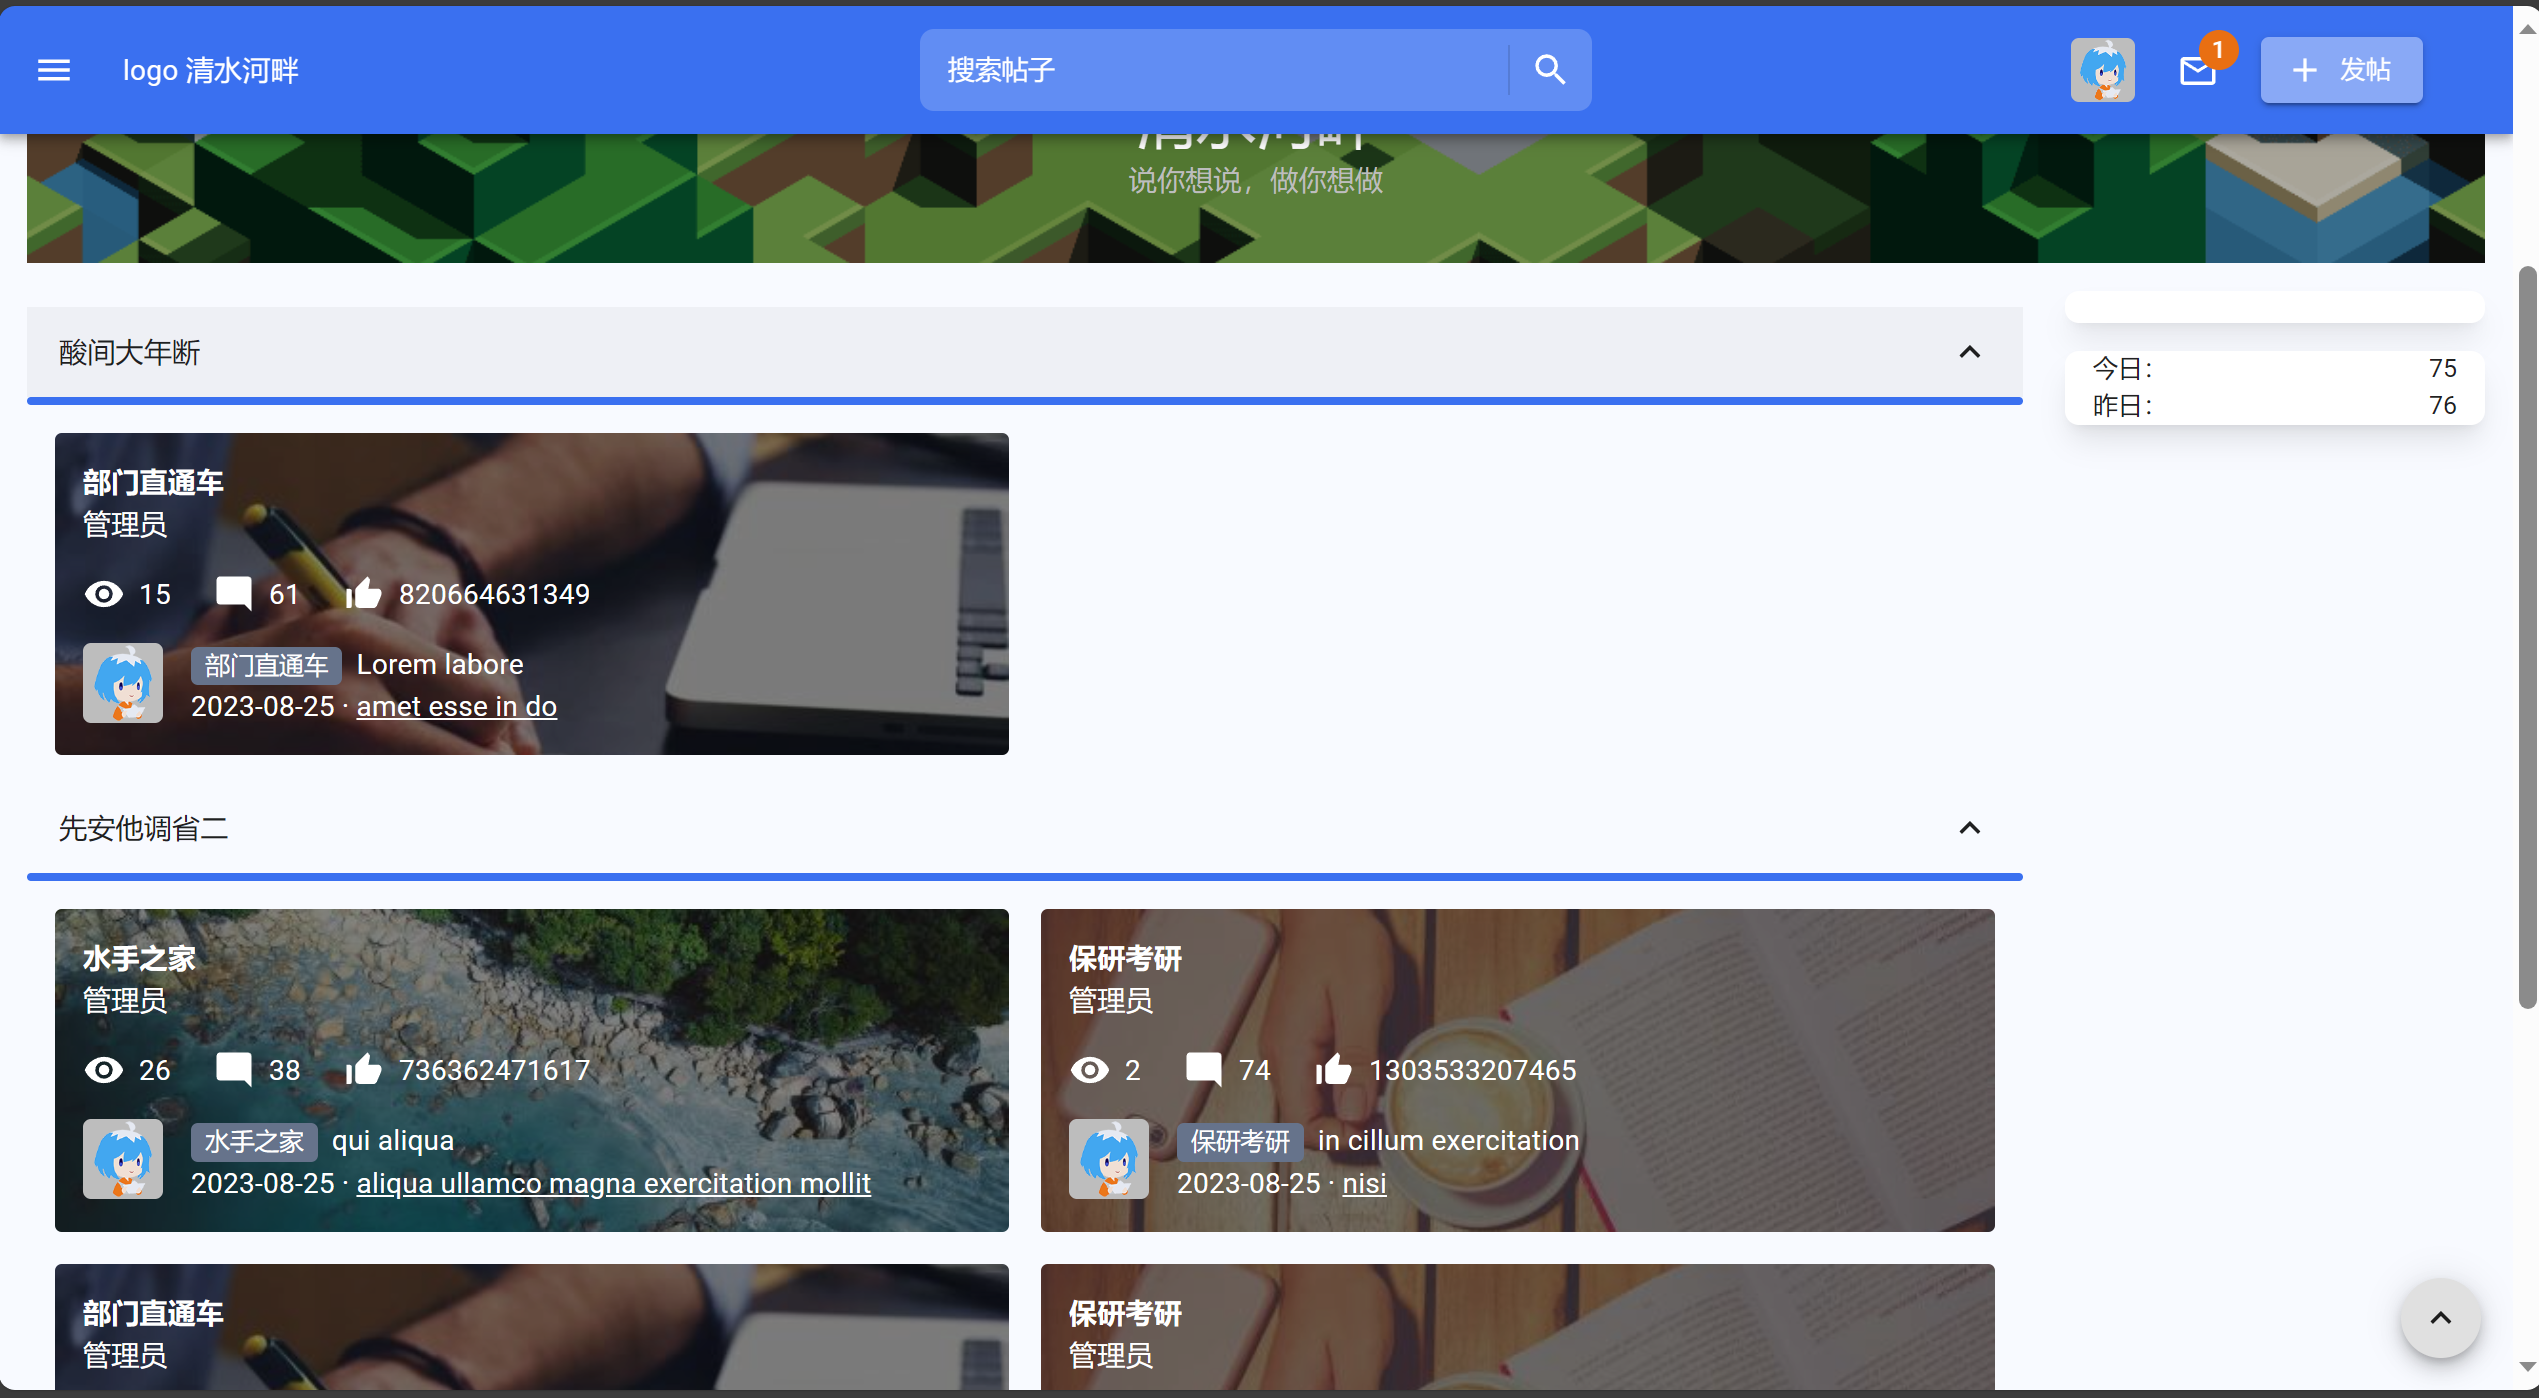 logo 清水河畔
搜索帖子
1
发帖
清水河畔
说你想说，做你想做
酸间大年断
今日： 75
昨日： 76
部门直通车
管理员
15 61 820664631349
部门直通车 Lorem labore
2023-08-25 · amet esse in do
先安他调省二
水手之家
管理员
26 38 736362471617
水手之家 qui aliqua
2023-08-25 · aliqua ullamco magna exercitation mollit
保研考研
管理员
2 74 1303533207465
保研考研 in cillum exercitation
2023-08-25 · nisi
部门直通车
管理员
保研考研
管理员